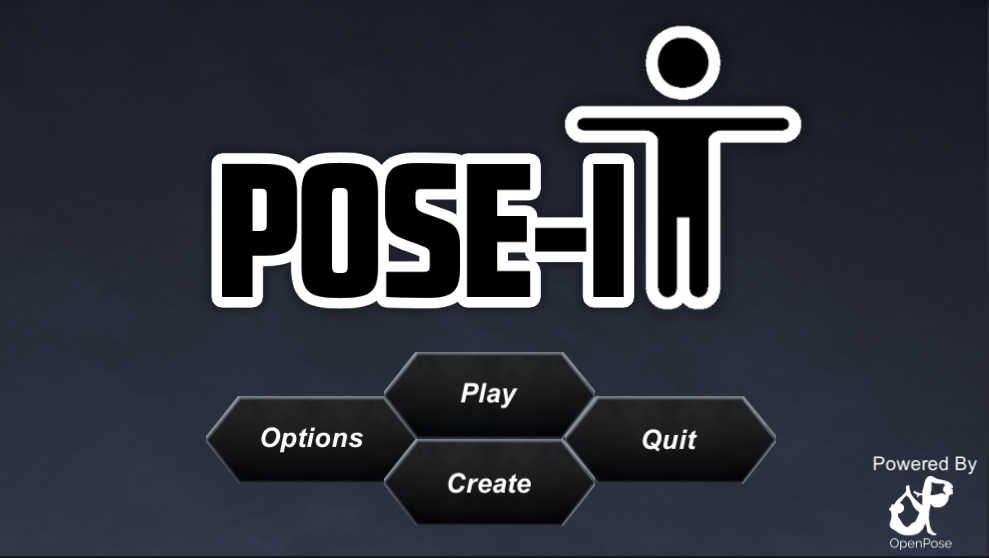 POSE-IT
Play
Options
Quit
Create
Powered By
OpenPose